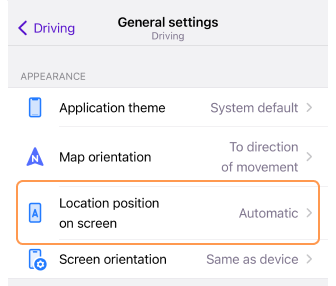 Driving
General settings
Driving
APPEARANCE
Application theme System default
Map orientation To direction
of movement
Location position
on screen Automatic
Screen orientation Same as device